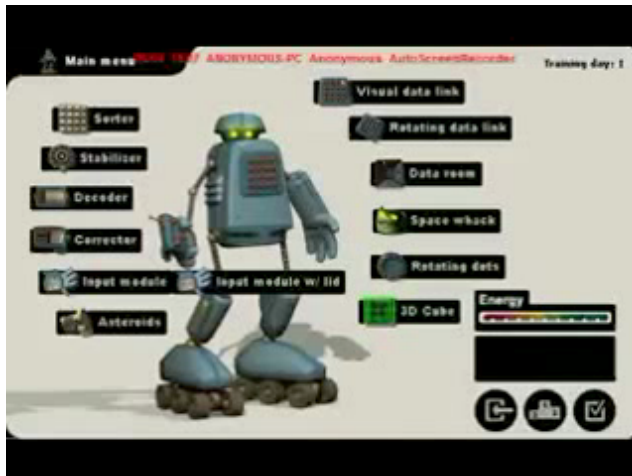 Main menu
ANONYMOUS-PC Anonymous AutoScreenRecorder
Training day: 1
Visual data link
Sorter
Rotating data link
Stabilizer
Data room
Decoder
Space whack
Corrector
Rotating dots
Input module
Input module w/ lid
3D Cube
Asteroids
Energy